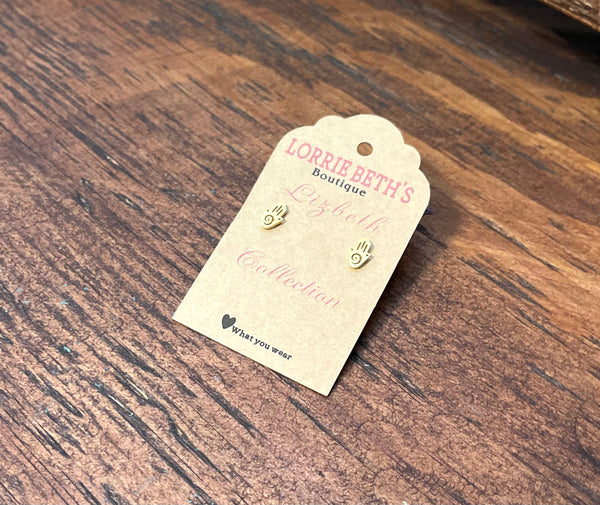 LORRIE BETH'S
Boutique
Lizbeth
Collection
♥What you wear